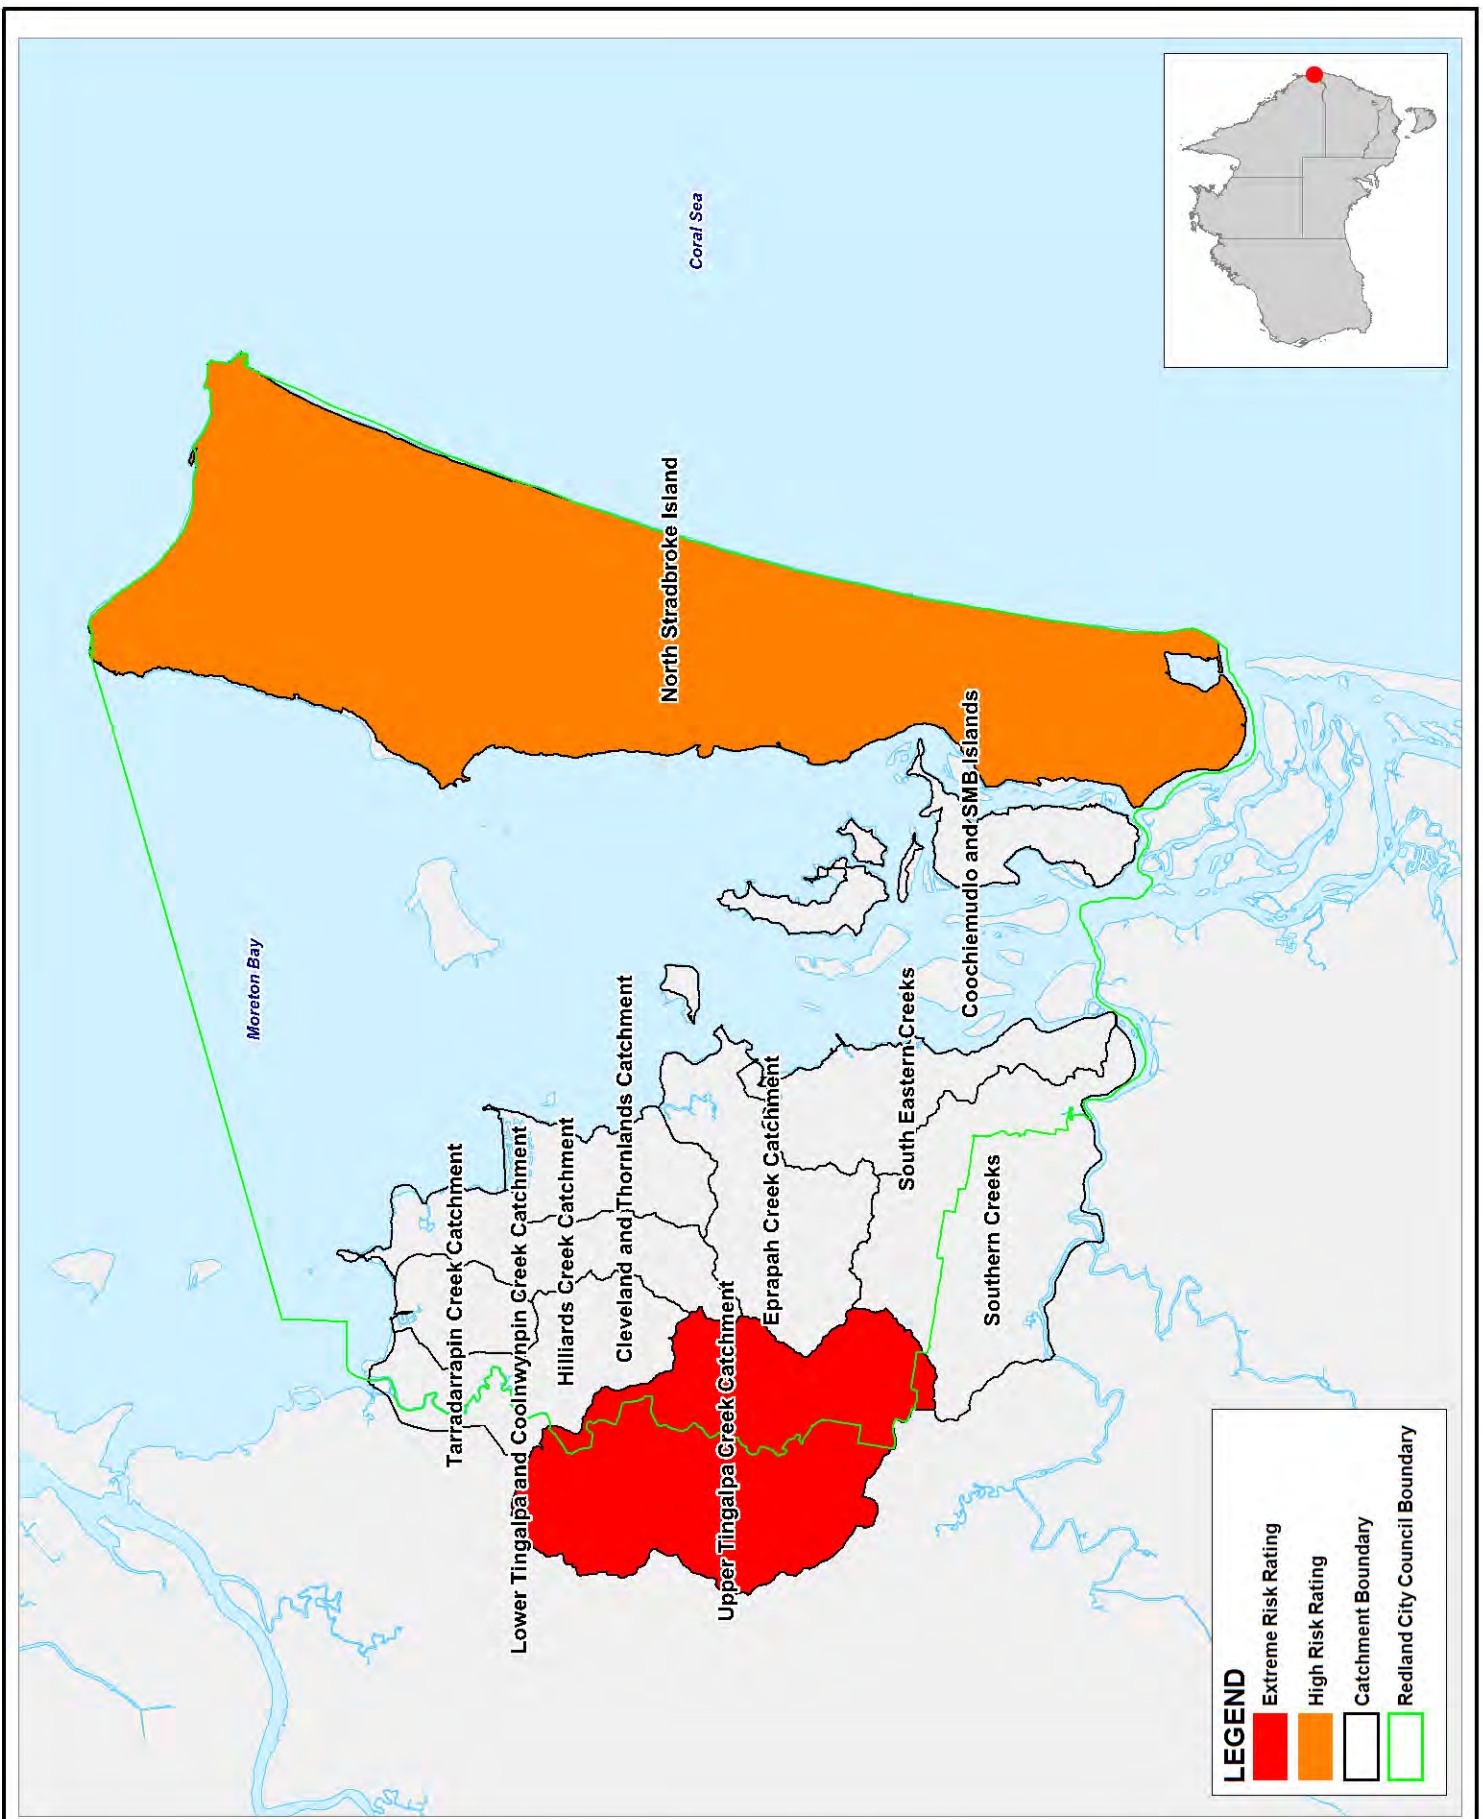 Coral Sea
Moreton Bay
North Stradbroke Island
Coochiemudlo and SMB Islands
Tarradarrapin Creek Catchment
Lower Tingalpa and Coolnwynpin Creek Catchment
Hilliards Creek Catchment
Cleveland and Thornlands Catchment
Upper Tingalpa Creek Catchment
Eprapah Creek Catchment
South Eastern Creeks
Southern Creeks
LEGEND
Extreme Risk Rating
High Risk Rating
Catchment Boundary
Redland City Council Boundary